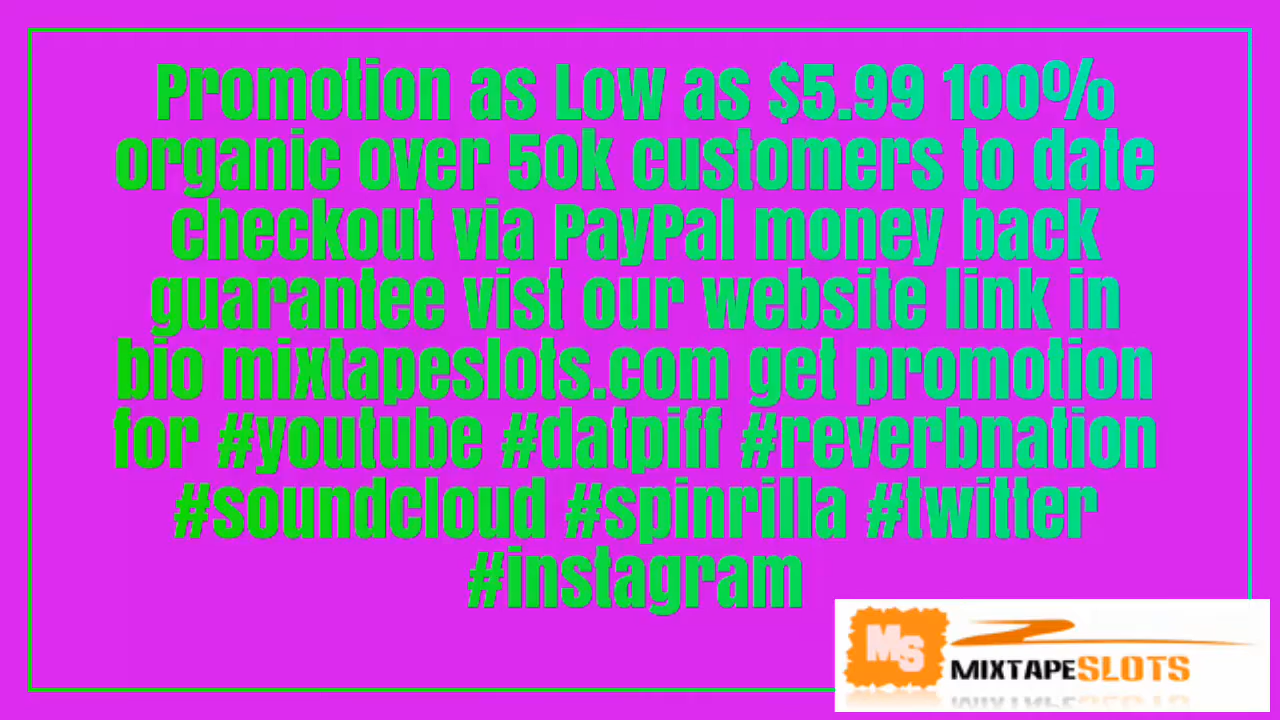 Promotion as Low as $5.99 100%
organic over 50k customers to date
checkout via PayPal money back
guarantee vist our website link in
bio mixtapeslots.com get promotion
for #youtube #datpiff #reverbnation
#soundcloud #spinrilla #twitter
#instagram
MS
MIXTAPESLOTS